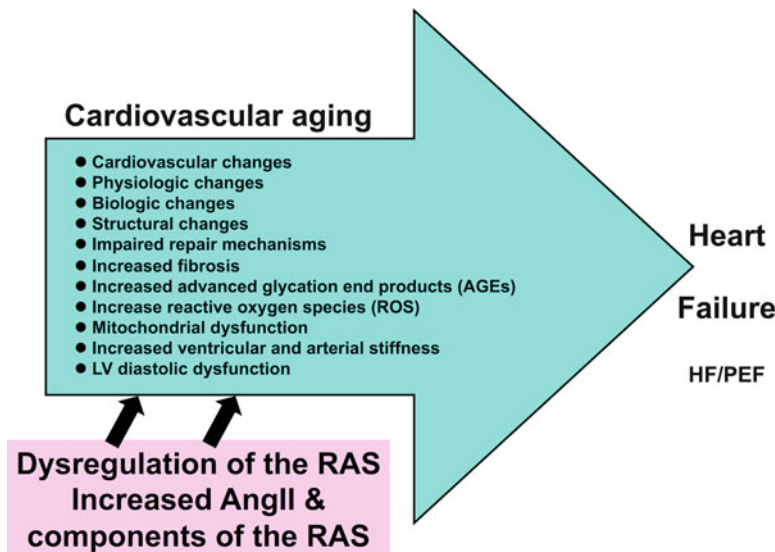 Cardiovascular aging
● Cardiovascular changes
● Physiologic changes
● Biologic changes
● Structural changes
● Impaired repair mechanisms
● Increased fibrosis
● Increased advanced glycation end products (AGEs)
● Increase reactive oxygen species (ROS)
● Mitochondrial dysfunction
● Increased ventricular and arterial stiffness
● LV diastolic dysfunction
Heart
Failure
HF/PEF
Dysregulation of the RAS
Increased AngII &
components of the RAS